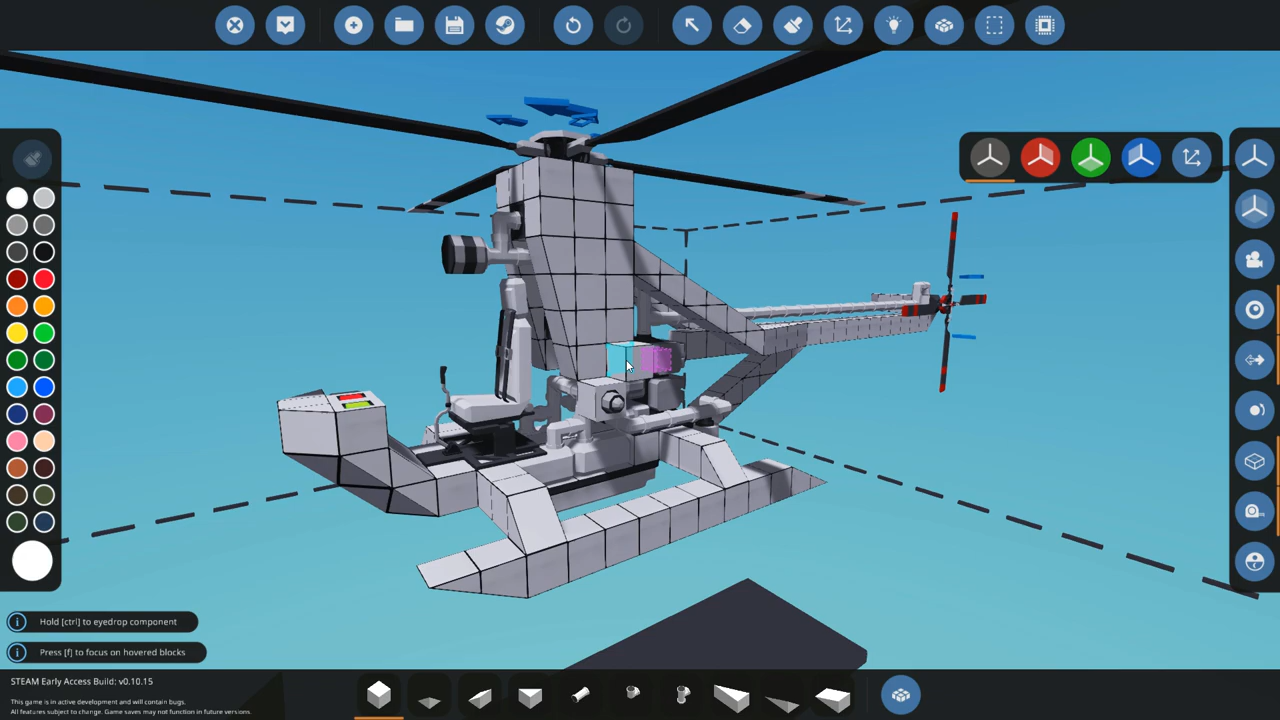 Hold [ctrl] to eyedrop component
Press [f] to focus on hovered blocks
STEAM Early Access Build: v0.10.15
This game is in active development and will contain bugs.
All features subject to change. Game saves may not function in future versions.